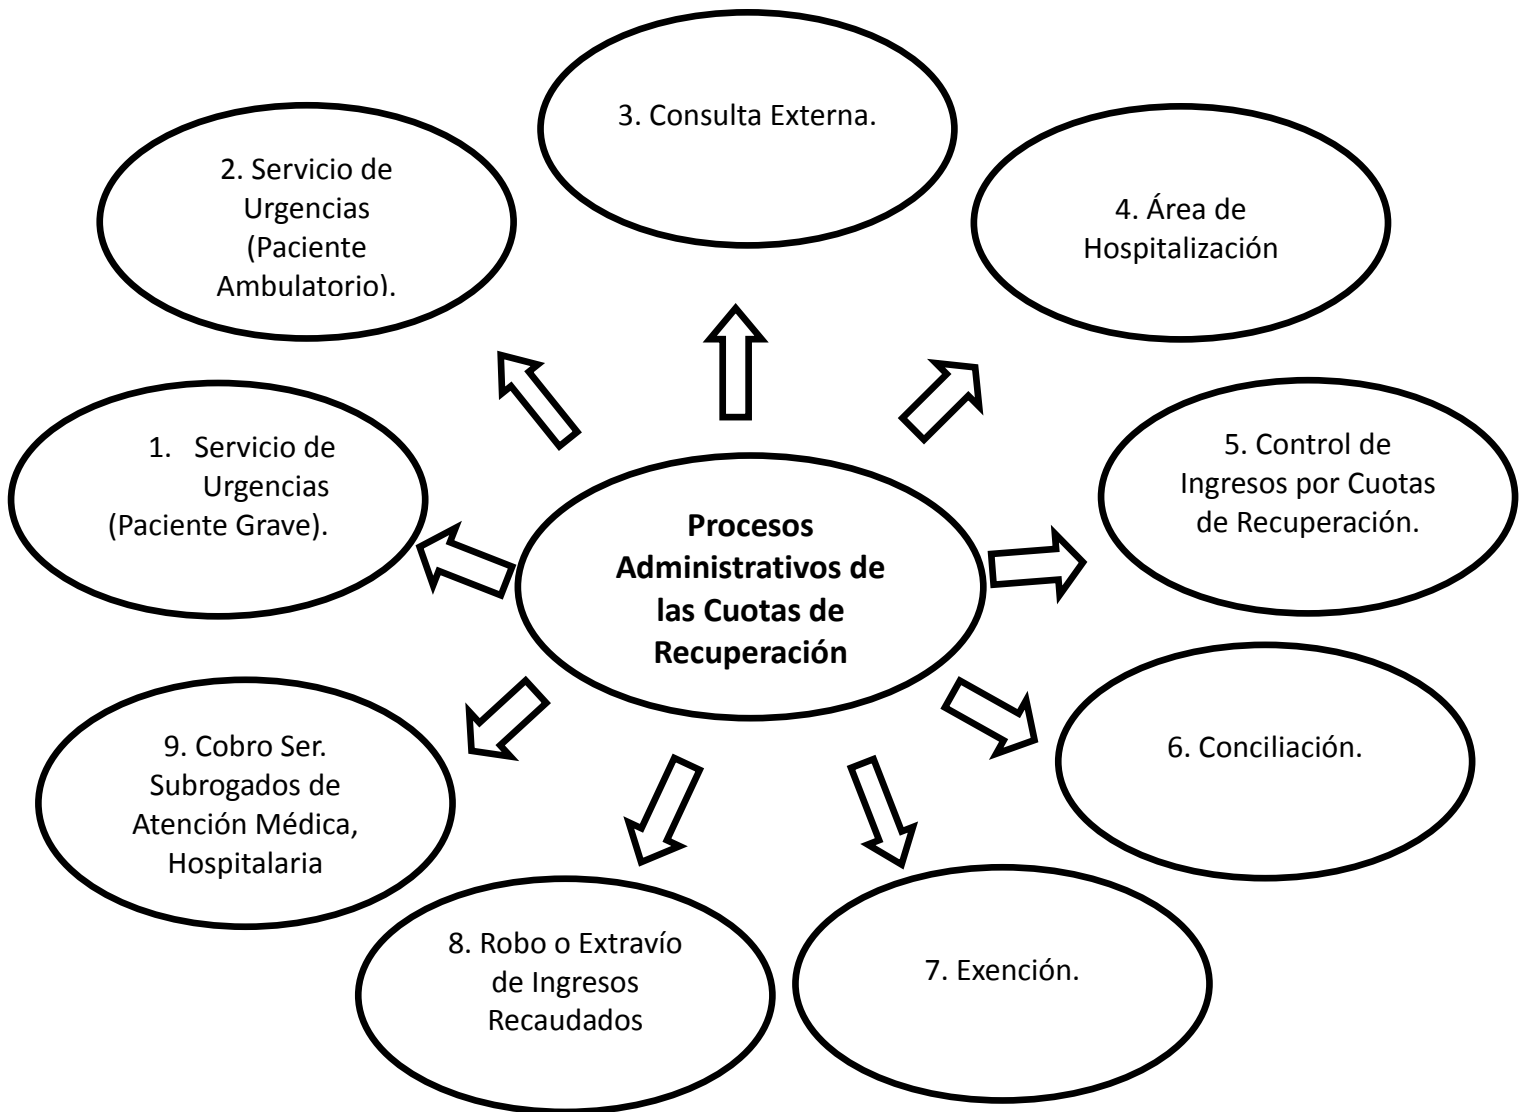 3. Consulta Externa.
2. Servicio de
Urgencias
(Paciente
Ambulatorio).
4. Área de
Hospitalización
1. Servicio de
Urgencias
(Paciente Grave).
5. Control de
Ingresos por Cuotas
de Recuperación.
Procesos
Administrativos de
las Cuotas de
Recuperación
9. Cobro Ser.
Subrogados de
Atención Médica,
Hospitalaria
6. Conciliación.
8. Robo o Extravío
de Ingresos
Recaudados
7. Exención.